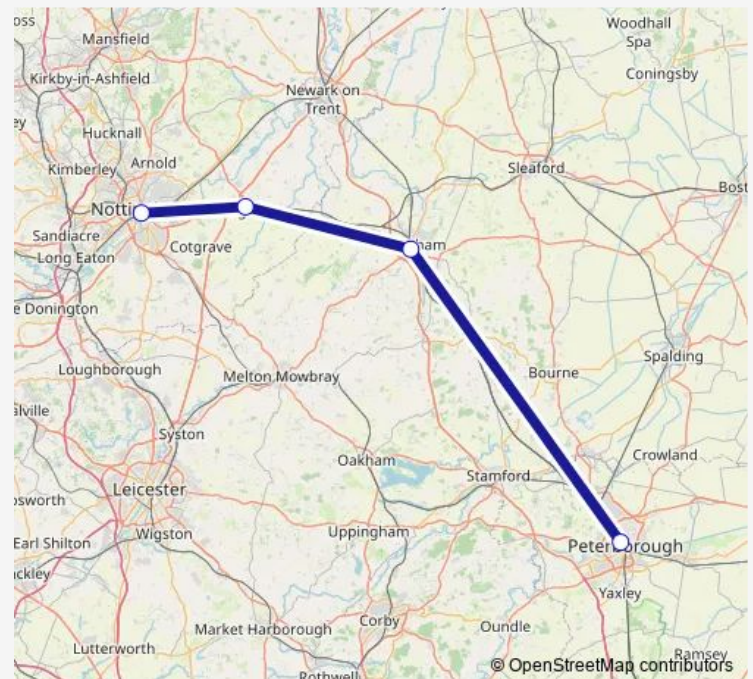 Woodhall
Spa
Mansfield
Coningsby
Kirkby-in-Ashfield
Newark on
Trent
Hucknall
Arnold
Kimberley
Sleaford
Sandiacre
Long Eaton
Cotgrave
e Donington
Loughborough
Melton Mowbray
Spalding
Bourne
Syston
Oakham
Crowland
Leicester
Stamford
Wigston
Uppingham
Earl Shilton
Peterborough
Yaxley
Market Harborough
Corby
Oundle
Lutterworth
Ramsey
Rothwell
© OpenStreetMap contributors